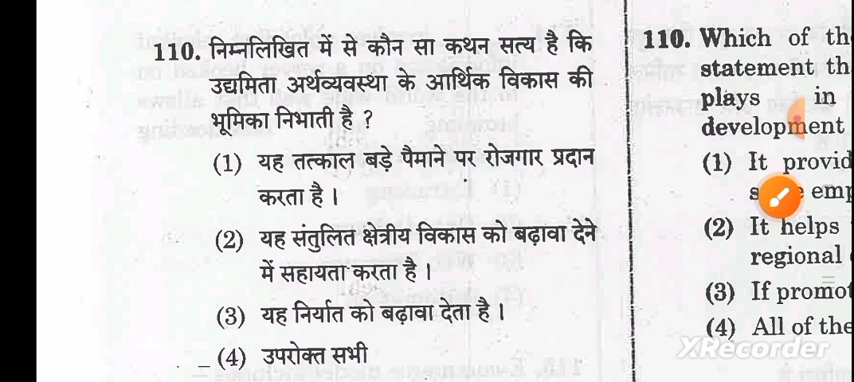 110. निम्नलिखित में से कौन सा कथन सत्य है कि
उद्यमिता अर्थव्यवस्था के आर्थिक विकास की
भूमिका निभाती है ?
(1) यह तत्काल बड़े पैमाने पर रोजगार प्रदान
करता है ।
(2) यह संतुलित क्षेत्रीय विकास को बढ़ावा देने
में सहायता करता है ।
(3) यह निर्यात को बढ़ावा देता है ।
(4) उपरोक्त सभी
110. Which of th
statement th
plays in
development
(1) It provid
emp
(2) It helps
regional
(3) If promot
(4) All of the
XRecorder